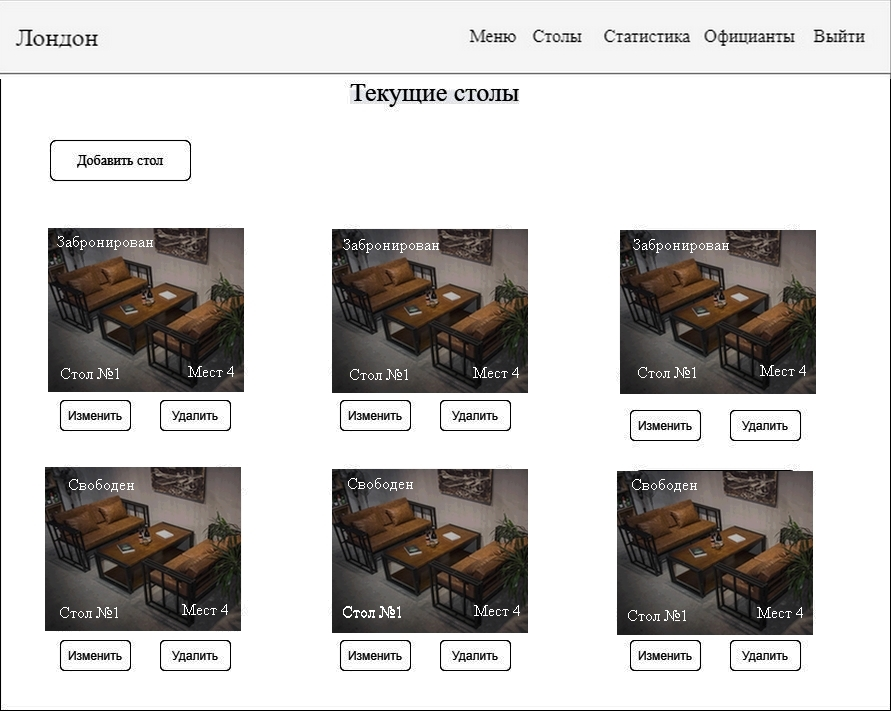 Лондон
Меню Столы Статистика Официанты Выйти
Текущие столы
Добавить стол
Забронирован
Забронирован
Забронирован
Стол №1 Мест 4
Стол №1 Мест 4
Стол №1 Мест 4
Изменить Удалить
Изменить Удалить
Изменить Удалить
Свободен
Свободен
Свободен
Стол №1 Мест 4
Стол №1 Мест 4
Стол №1 Мест 4
Изменить Удалить
Изменить Удалить
Изменить Удалить